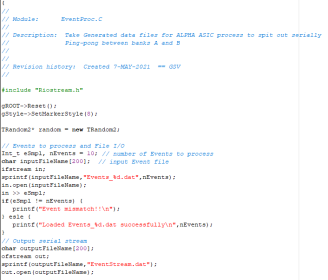 {
//
// Module:      EventProc.C
//
// Description:  Take Generated data files for ALPHA ASIC process to spit out serially
//               Ping-pong between banks A and B
//
//
// Revision history:  Created 7-MAY-2021  == GSV
//

#include "Riostream.h"

gROOT->Reset();
gStyle->SetMarkerStyle(8);

TRandom2* random = new TRandom2;

// Events to process and File I/O
Int_t eSmpl, nEvents = 10; // number of Events to process
char inputFileName[200];  // input Event file
ifstream in;
sprintf(inputFileName,"Events_%d.dat",nEvents);
in.open(inputFileName);
in >> eSmpl;
if(eSmpl != nEvents) {
   printf("Event mismatch!!\n");
} else {
   printf("Loaded Events_%d.dat successfully\n",nEvents);
}
// Output serial stream
char outputFileName[200];
ofstream out;
sprintf(outputFileName,"EventStream.dat");
out.open(outputFileName);